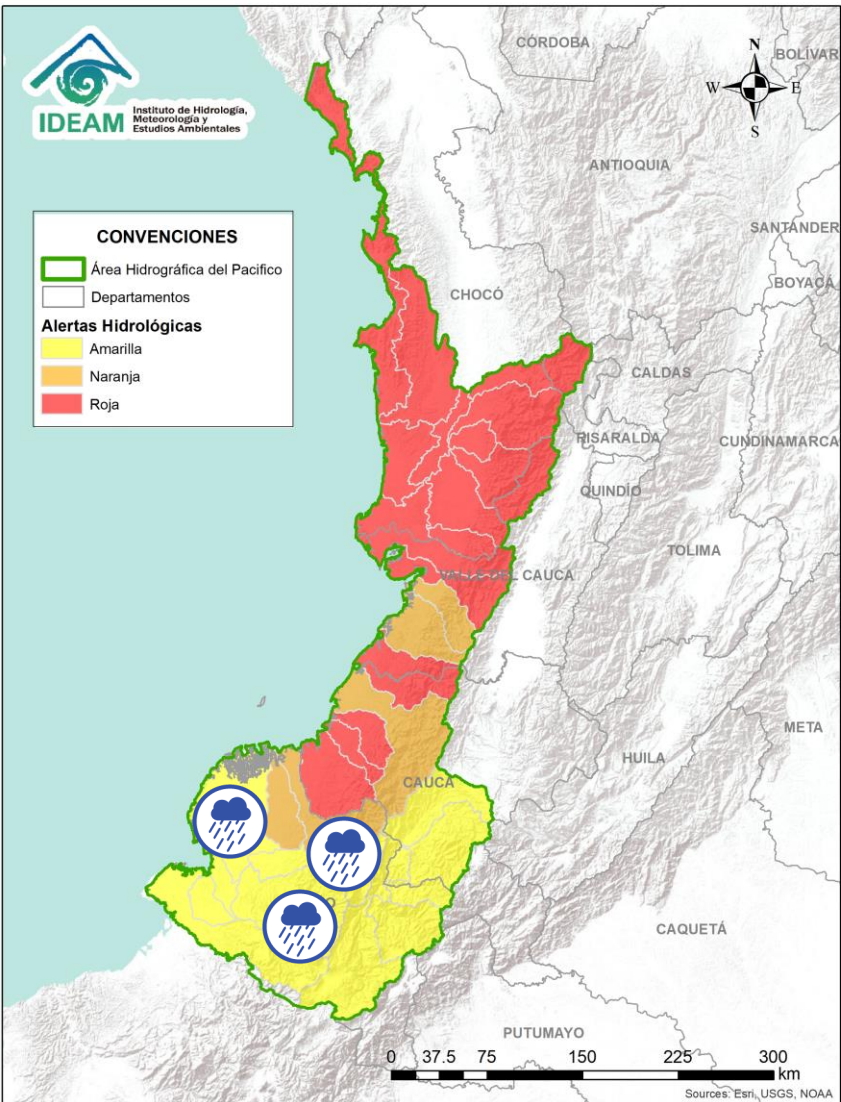 IDEAM
Instituto de Hidrología,
Meteorología y
Estudios Ambientales
CÓRDOBA
BOLÍVAR
N
W
E
S
ANTIOQUIA
SANTANDER
CONVENCIONES
Área Hidrográfica del Pacifico
Departamentos
Alertas Hidrológicas
Amarilla
Naranja
Roja
BOYACÁ
CHOCÓ
CALDAS
RISARALDA
CUNDINAMARCA
QUINDÍO
TOLIMA
VALLE DEL CAUCA
META
HUILA
CAUCA
CAQUETÁ
PUTUMAYO
0 37.5 75 150 225 300
km
Sources: Esri, USGS, NOAA